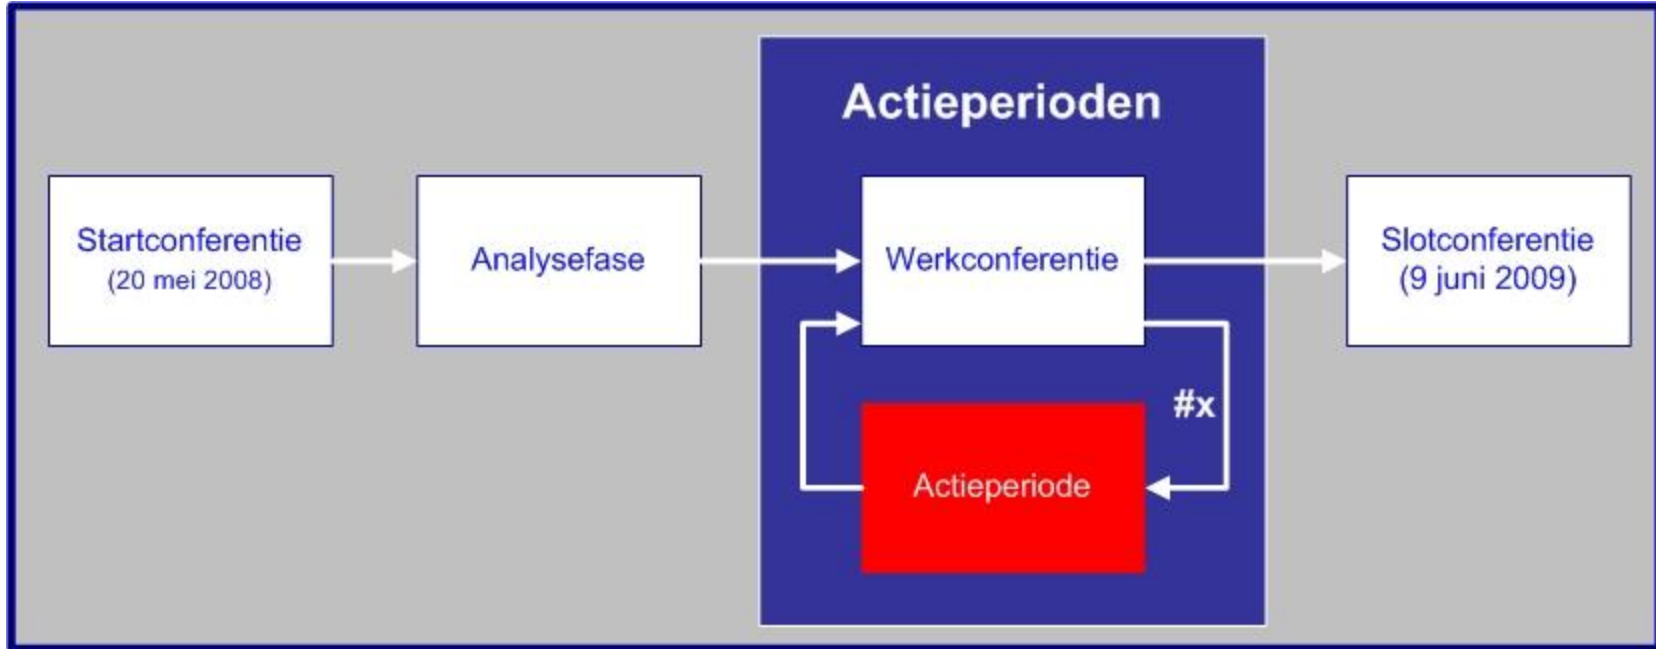 Actieperioden
Startconferentie
(20 mei 2008)
Analysefase
Werkconferentie
Slotconferentie
(9 juni 2009)
#x
Actieperiode